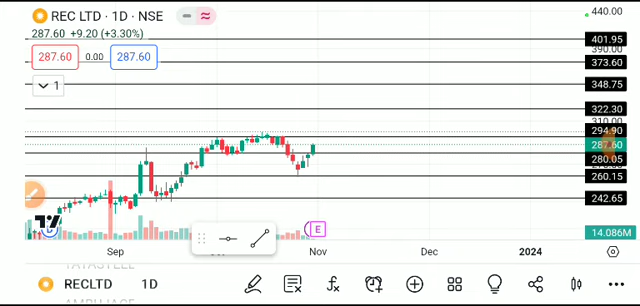 REC LTD · 1D · NSE
440.00
287.60 +9.20 (+3.30%)
401.95
390.00
287.60 0.00 287.60
373.60
1
348.75
322.30
310.00
294.90
287.60
280.05
260.15
242.65
14.086M
E
Sep Oct Nov Dec 2024
RECLTD 1D